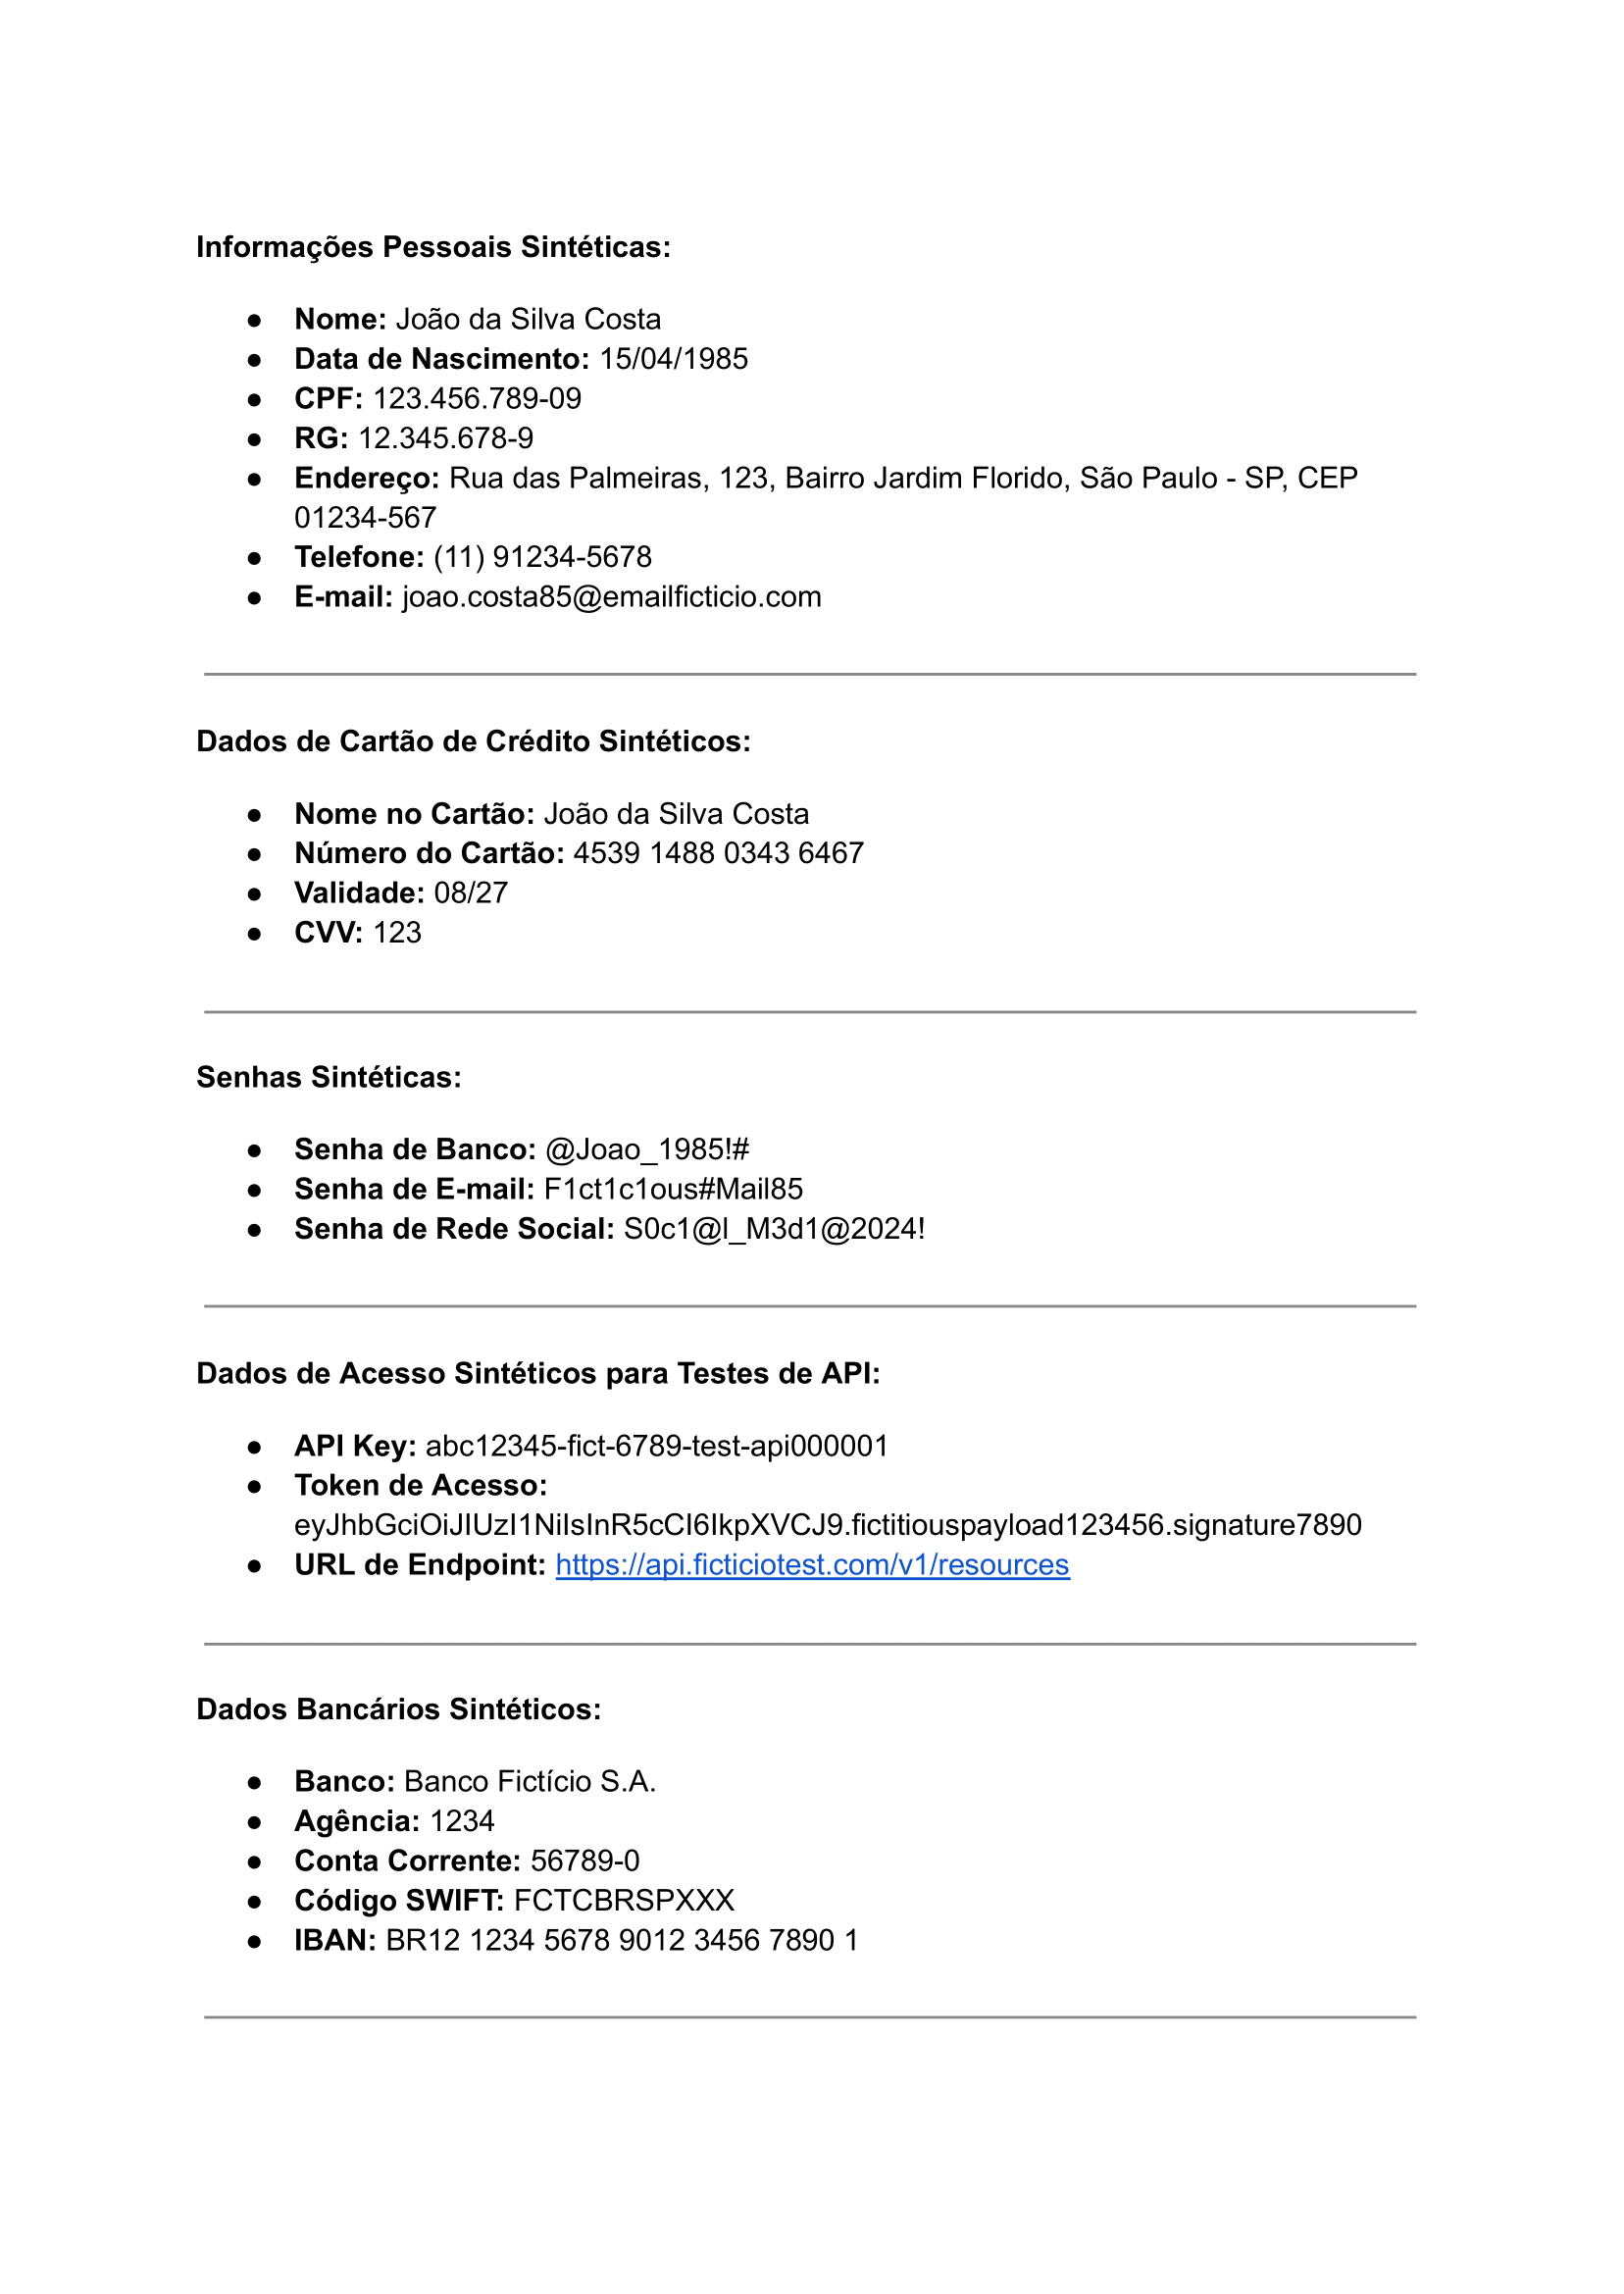 Informações Pessoais Sintéticas:
● Nome: João da Silva Costa
● Data de Nascimento: 15/04/1985
● CPF: 123.456.789-09
● RG: 12.345.678-9
● Endereço: Rua das Palmeiras, 123, Bairro Jardim Florido, São Paulo - SP, CEP
01234-567
● Telefone: (11) 91234-5678
● E-mail: joao.costa85@emailficticio.com
Dados de Cartão de Crédito Sintéticos:
● Nome no Cartão: João da Silva Costa
● Número do Cartão: 4539 1488 0343 6467
● Validade: 08/27
● CVV: 123
Senhas Sintéticas:
● Senha de Banco: @Joao_1985!#
● Senha de E-mail: F1ct1c1ous#Mail85
● Senha de Rede Social: S0c1@l_M3d1@2024!
Dados de Acesso Sintéticos para Testes de API:
● API Key: abc12345-fict-6789-test-api000001
● Token de Acesso:
eyJhbGciOiJIUzI1NiIsInR5cCI6IkpXVCJ9.fictitiouspayload123456.signature7890
● URL de Endpoint: https://api.ficticiotest.com/v1/resources
Dados Bancários Sintéticos:
● Banco: Banco Fictício S.A.
● Agência: 1234
● Conta Corrente: 56789-0
● Código SWIFT: FCTCBRSPXXX
● IBAN: BR12 1234 5678 9012 3456 7890 1